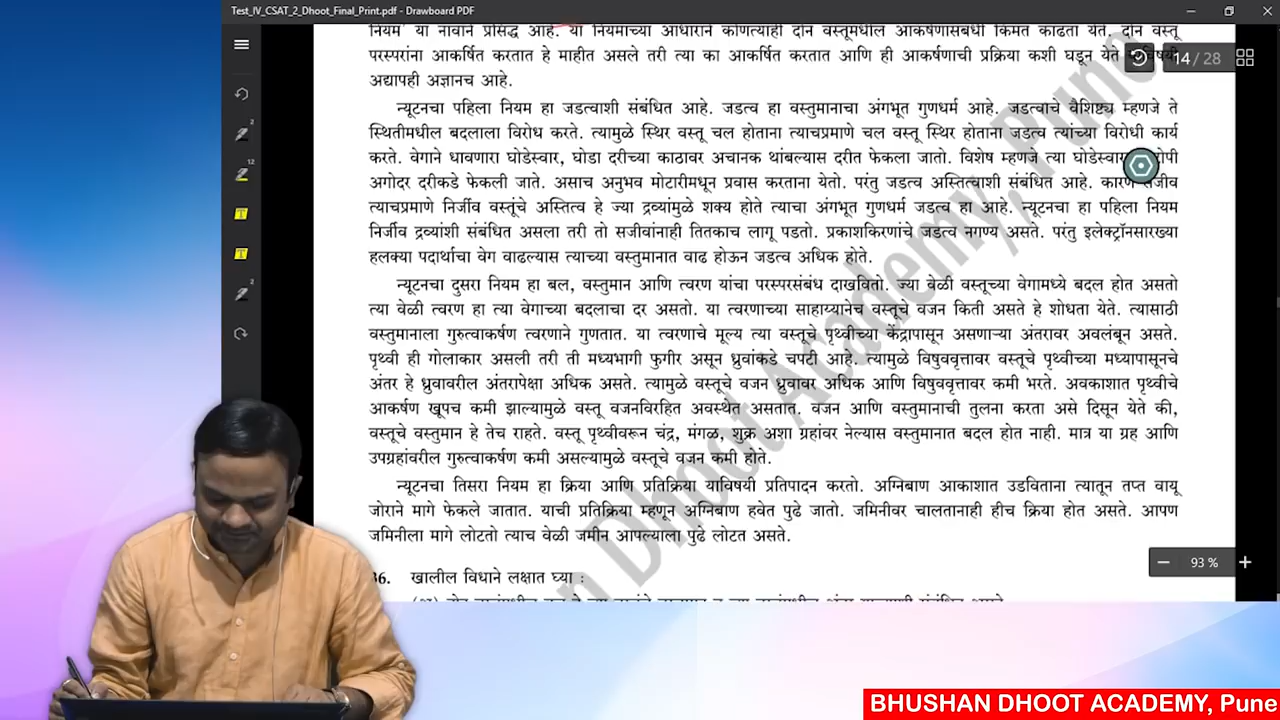 Test_IV_CSAT_2_Dhoot_Final_Print.pdf - Drawboard PDF
14 / 28
नियम' या नावाने प्रसिद्ध आहे. या नियमाच्या आधाराने कोणत्याही दोन वस्तूमधील आकर्षणासंबंधी किंमत काढता येते. दोन वस्तू
परस्परांना आकर्षित करतात हे माहीत असले तरी त्या का आकर्षित करतात आणि ही आकर्षणाची प्रक्रिया कशी घडून येते
अद्यापही अज्ञानच आहे.
न्यूटनचा पहिला नियम हा जडत्वाशी संबंधित आहे. जडत्व हा वस्तुमानाचा अंगभूत गुणधर्म आहे. जडत्वाचे वैशिष्ट्य म्हणजे ते
स्थितीमधील बदलाला विरोध करते. त्यामुळे स्थिर वस्तू चल होताना त्याचप्रमाणे चल वस्तू स्थिर होताना जडत्व त्यांच्या विरोधी कार्य
करते. वेगाने धावणारा घोडेस्वार, घोडा दरीच्या काठावर अचानक थांबल्यास दरीत फेकला जातो. विशेष म्हणजे त्या
अगोदर दरीकडे फेकली जाते. असाच अनुभव मोटारीमधून प्रवास करताना येतो. परंतु जडत्व अस्तित्वाशी संबंधित आहे. कारण सजीव
त्याचप्रमाणे निर्जीव वस्तूंचे अस्तित्व हे ज्या द्रव्यांमुळे शक्य होते त्याचा अंगभूत गुणधर्म जडत्व हा आहे. न्यूटनचा हा पहिला नियम
निर्जीव द्रव्यांशी संबंधित असला तरी तो सजीवांनाही तितकाच लागू पडतो. प्रकाशकिरणांचे जडत्व नगण्य असते. परंतु इलेक्ट्रॉनसारख्या
हलक्या पदार्थाचा वेग वाढल्यास त्याच्या वस्तुमानात वाढ होऊन जडत्व अधिक होते.
न्यूटनचा दुसरा नियम हा बल, वस्तुमान आणि त्वरण यांचा परस्परसंबंध दाखवितो. ज्या वेळी वस्तूच्या वेगामध्ये बदल होत असतो
त्या वेळी त्वरण हा त्या वेगाच्या बदलाचा दर असतो. या त्वरणाच्या साहाय्यानेच वस्तूचे वजन किती असते हे शोधता येते. त्यासाठी
वस्तुमानाला गुरुत्वाकर्षण त्वरणाने गुणतात. या त्वरणाचे मूल्य त्या वस्तूचे पृथ्वीच्या केंद्रापासून असणाऱ्या अंतरावर अवलंबून असते.
पृथ्वी ही गोलाकार असली तरी ती मध्यभागी फुगीर असून ध्रुवांकडे चपटी आहे. त्यामुळे विषुववृत्तावर वस्तूचे पृथ्वीच्या मध्यापासूनचे
अंतर हे ध्रुवावरील अंतरापेक्षा अधिक असते. त्यामुळे वस्तूचे वजन ध्रुवावर अधिक आणि विषुववृत्तावर कमी भरते. अवकाशात पृथ्वीचे
आकर्षण खूपच कमी झाल्यामुळे वस्तू वजनविरहित अवस्थेत असतात. वजन आणि वस्तुमानाची तुलना करता असे दिसून येते की,
वस्तूचे वस्तुमान हे तेच राहते. वस्तू पृथ्वीवरून चंद्र, मंगळ, शुक्र अशा ग्रहांवर नेल्यास वस्तुमानात बदल होत नाही. मात्र या ग्रह आणि
उपग्रहांवरील गुरुत्वाकर्षण कमी असल्यामुळे वस्तूचे वजन कमी होते.
न्यूटनचा तिसरा नियम हा क्रिया आणि प्रतिक्रिया याविषयी प्रतिपादन करतो. अग्निबाण आकाशात उडविताना त्यातून तप्त वायू
जोराने मागे फेकले जातात. याची प्रतिक्रिया म्हणून अग्निबाण हवेत पुढे जातो. जमिनीवर चालतानाही हीच क्रिया होत असते. आपण
जमिनीला मागे लोटतो त्याच वेळी जमीन आपल्याला पुढे लोटत असते.
36. खालील विधाने लक्षात घ्या :
93 %
Dhoot Academy, Pune
BHUSHAN DHOOT ACADEMY, Pune